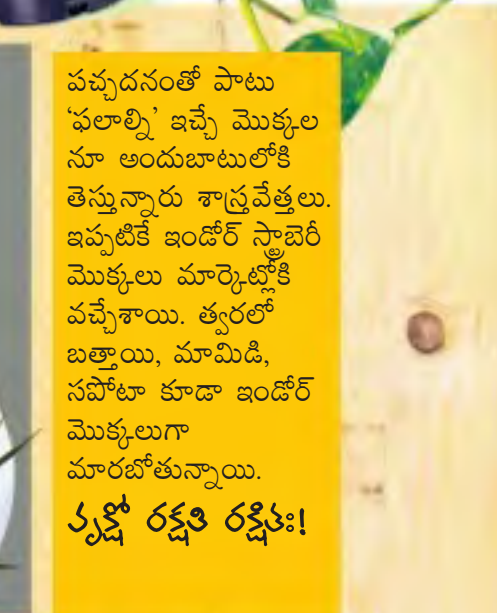 పచ్చదనంతో పాటు
‘ఫలాల్ని’ ఇచ్చే మొక్కల
నూ అందుబాటులోకి
తెస్తున్నారు శాస్త్రవేత్తలు.
ఇప్పటికే ఇండోర్ స్ట్రాబెరీ
మొక్కలు మార్కెట్లోకి
వచ్చేశాయి. త్వరలో
బత్తాయి, మామిడి,
సపోటా కూడా ఇండోర్
మొక్కలుగా
మారబోతున్నాయి.
వృక్షో రక్షతి రక్షితః!